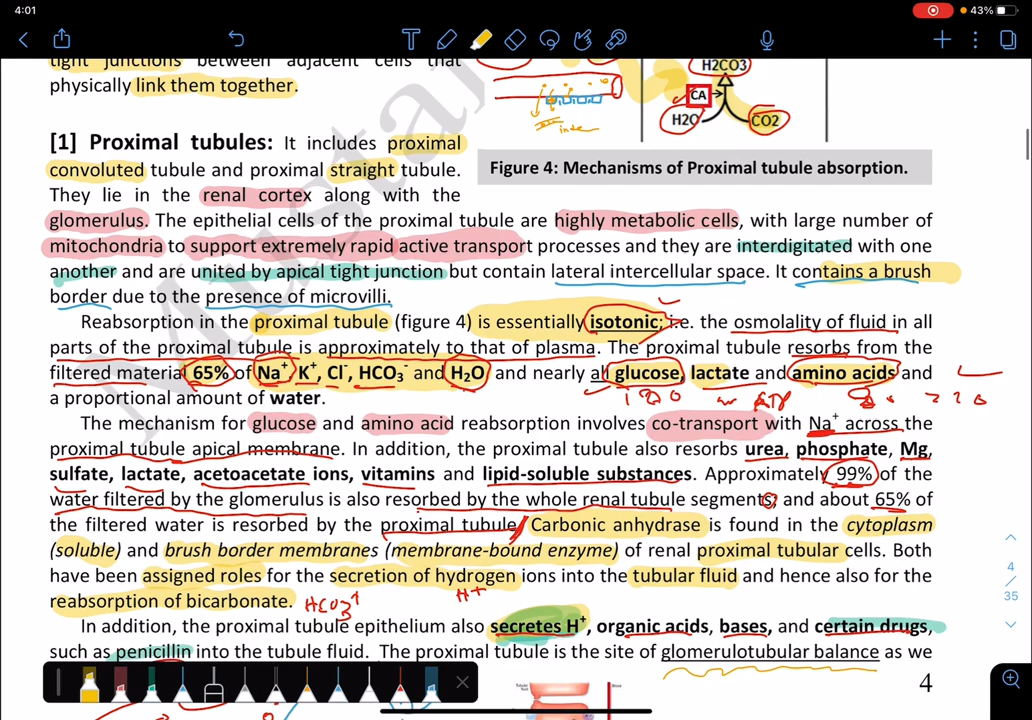 4:01
43%
tight junctions between adjacent cells that
physically link them together.
H2CO3
CA
H2O
CO2
[1] Proximal tubules: It includes proximal
convoluted tubule and proximal straight tubule.
They lie in the renal cortex along with the
Figure 4: Mechanisms of Proximal tubule absorption.
glomerulus. The epithelial cells of the proximal tubule are highly metabolic cells, with large number of
mitochondria to support extremely rapid active transport processes and they are interdigitated with one
another and are united by apical tight junction but contain lateral intercellular space. It contains a brush
border due to the presence of microvilli.
Reabsorption in the proximal tubule (figure 4) is essentially isotonic; i.e. the osmolality of fluid in all
parts of the proximal tubule is approximately to that of plasma. The proximal tubule resorbs from the
filtered material 65% of Na⁺, K⁺, Cl⁻, HCO₃⁻ and H₂O and nearly all glucose, lactate and amino acids and
a proportional amount of water.
The mechanism for glucose and amino acid reabsorption involves co-transport with Na⁺ across the
proximal tubule apical membrane. In addition, the proximal tubule also resorbs urea, phosphate, Mg,
sulfate, lactate, acetoacetate ions, vitamins and lipid-soluble substances. Approximately 99% of the
water filtered by the glomerulus is also resorbed by the whole renal tubule segments, and about 65% of
the filtered water is resorbed by the proximal tubule. Carbonic anhydrase is found in the cytoplasm
(soluble) and brush border membranes (membrane-bound enzyme) of renal proximal tubular cells. Both
have been assigned roles for the secretion of hydrogen ions into the tubular fluid and hence also for the
reabsorption of bicarbonate. HCO3
H+
In addition, the proximal tubule epithelium also secretes H⁺, organic acids, bases, and certain drugs,
such as penicillin into the tubule fluid. The proximal tubule is the site of glomerulotubular balance as we
4
4
/
35
Tubular fluid
Blood